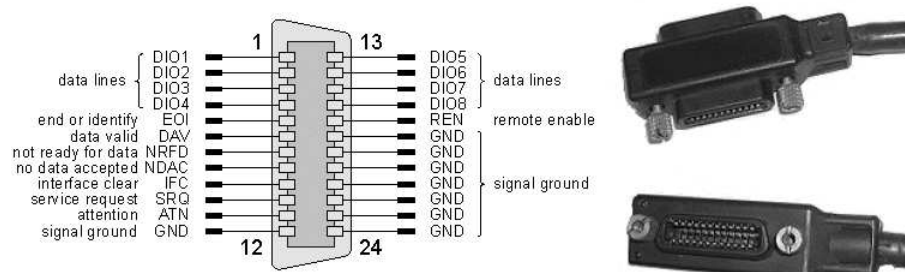 1 13
DIO1 DIO5
data lines DIO2 DIO6 data lines
DIO3 DIO7
DIO4 DIO8
end or identify EOI REN remote enable
data valid DAV GND
not ready for data NRFD GND
no data accepted NDAC GND
interface clear IFC GND signal ground
service request SRQ GND
attention ATN GND
signal ground GND GND
12 24